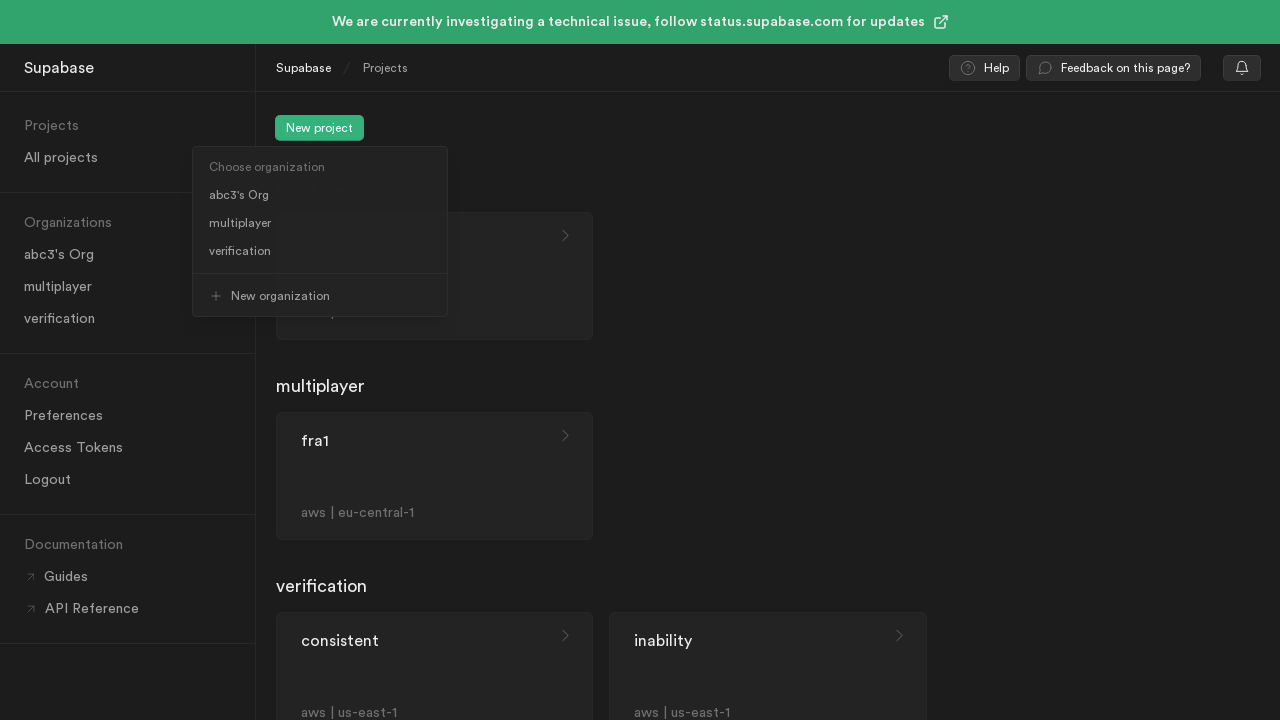 We are currently investigating a technical issue, follow status.supabase.com for updates
Supabase
Supabase / Projects
Help
Feedback on this page?
Projects
All projects
Organizations
abc3's Org
multiplayer
verification
Account
Preferences
Access Tokens
Logout
Documentation
Guides
API Reference
New project
Choose organization
abc3's Org
multiplayer
verification
New organization
multiplayer
fra1
aws | eu-central-1
verification
consistent
aws | us-east-1
inability
aws | us-east-1